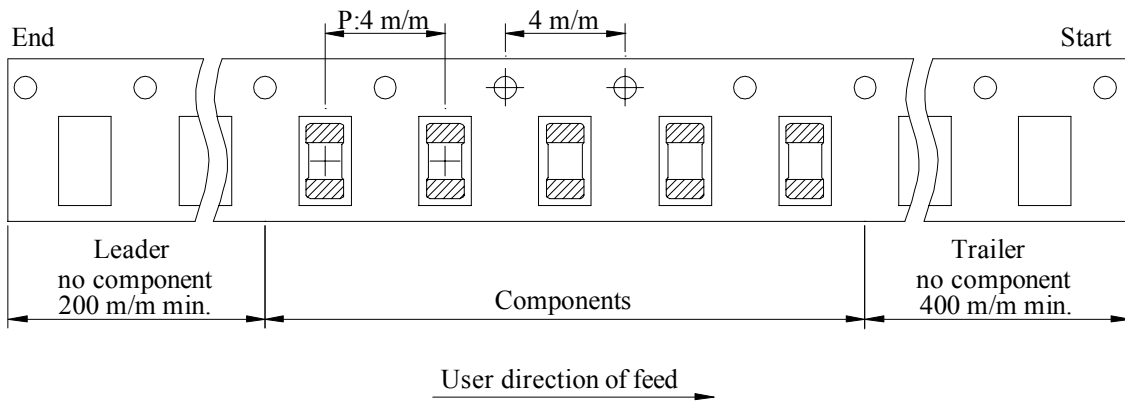 P:4 m/m
4 m/m
End
Start
Leader
no component
200 m/m min.
Components
Trailer
no component
400 m/m min.
User direction of feed